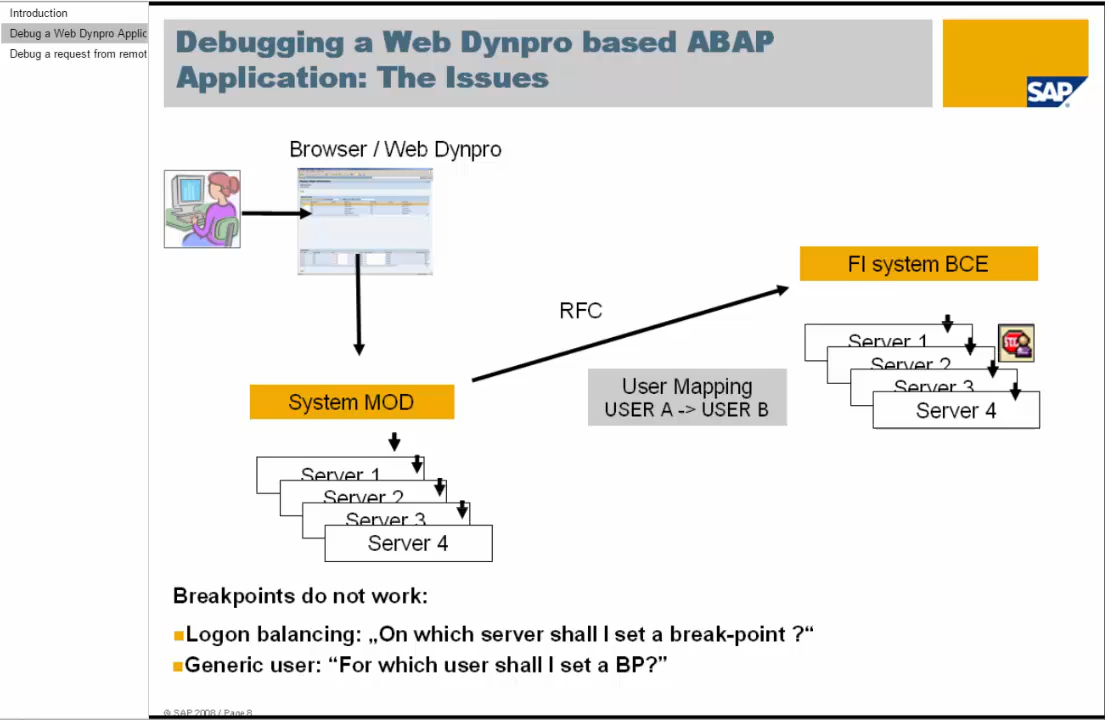 Introduction
Debug a Web Dynpro Applic
Debug a request from remot
Debugging a Web Dynpro based ABAP
Application: The Issues
SAP
Browser / Web Dynpro
FI system BCE
RFC
Server 1
Server 2
Server 3
Server 4
User Mapping
USER A -> USER B
System MOD
Server 1
Server 2
Server 3
Server 4
Breakpoints do not work:
Logon balancing: „On which server shall I set a break-point ?“
Generic user: “For which user shall I set a BP?”
© SAP 2008 / Page 8